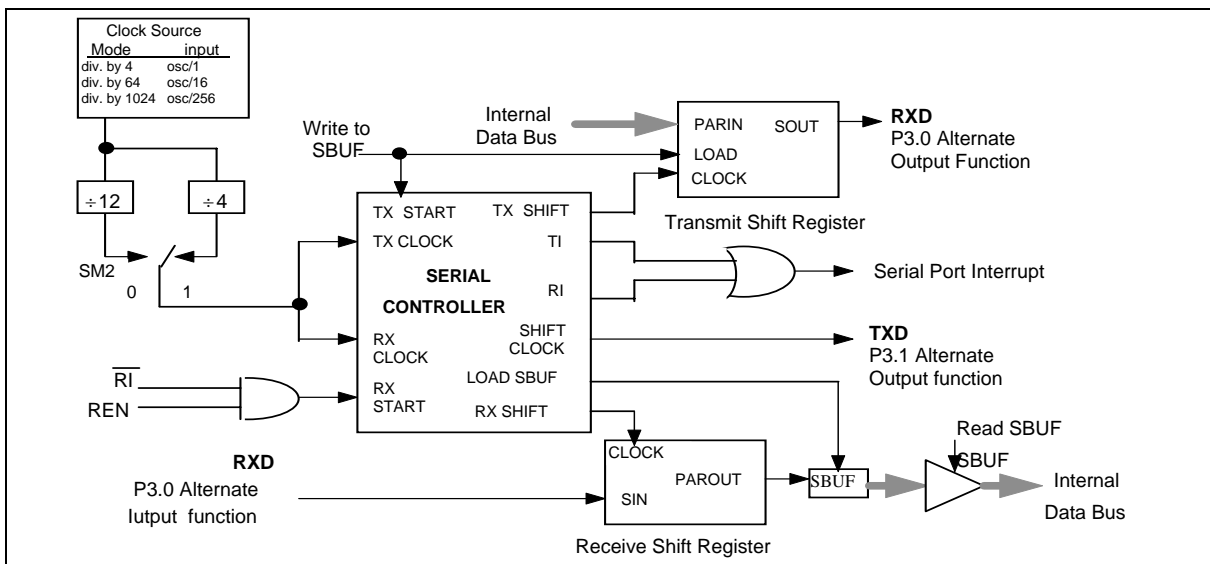 Clock Source
Mode input
div. by 4 osc/1
div. by 64 osc/16
div. by 1024 osc/256
÷12
÷4
SM2
0 1
Write to
SBUF
Internal
Data Bus
PARIN SOUT
LOAD
CLOCK
Transmit Shift Register
RXD
P3.0 Alternate
Output Function
TX START
TX SHIFT
TX CLOCK
TI
SERIAL
CONTROLLER
RI
SHIFT
CLOCK
RX
CLOCK
LOAD SBUF
RX
START
RX SHIFT
Serial Port Interrupt
TXD
P3.1 Alternate
Output function
RI
REN
RXD
P3.0 Alternate
Iutput function
CLOCK
PAROUT
SIN
Receive Shift Register
SBUF
Read SBUF
SBUF
Internal
Data Bus